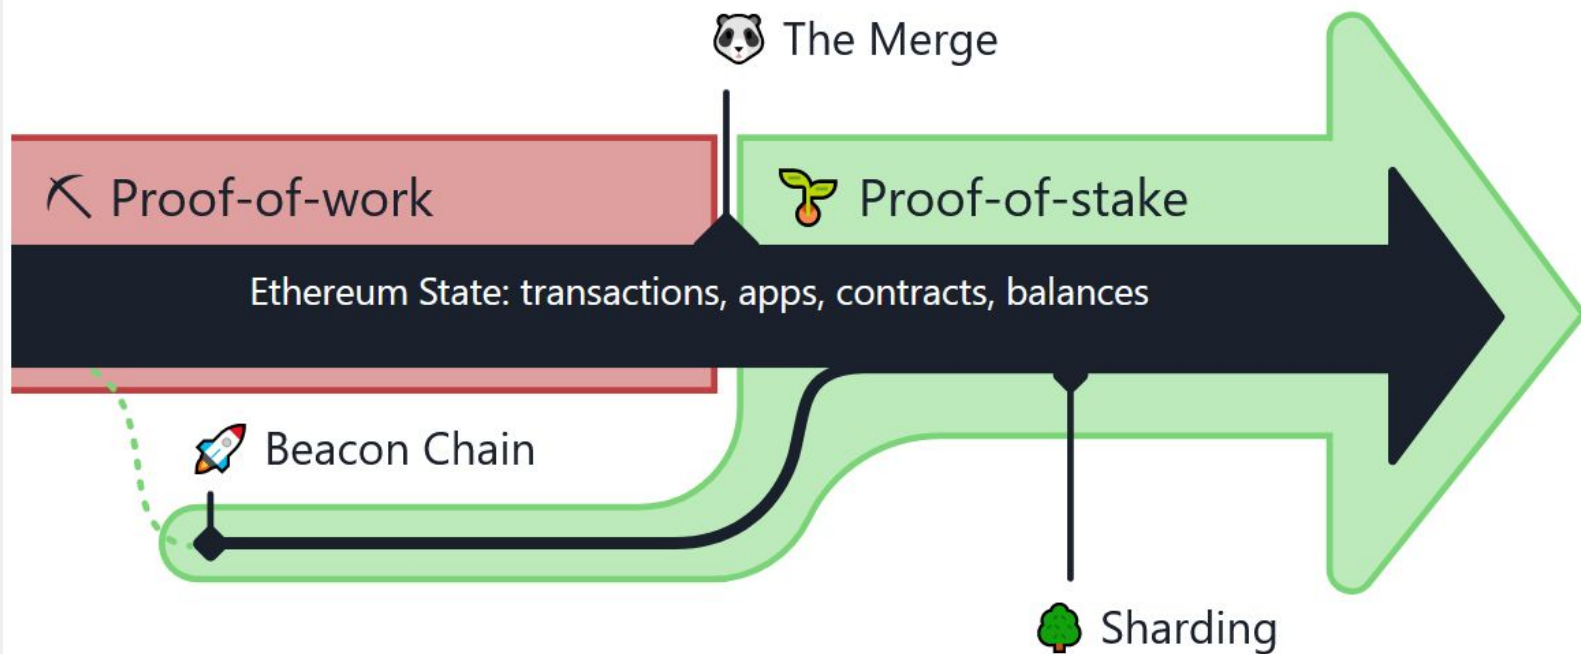 The Merge
Proof-of-work
Proof-of-stake
Ethereum State: transactions, apps, contracts, balances
Beacon Chain
Sharding